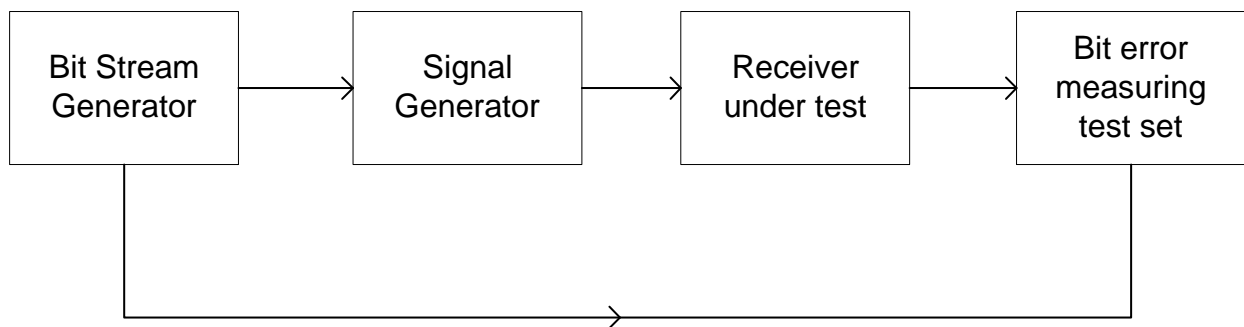 Bit Stream
Generator
Signal
Generator
Receiver
under test
Bit error
measuring
test set